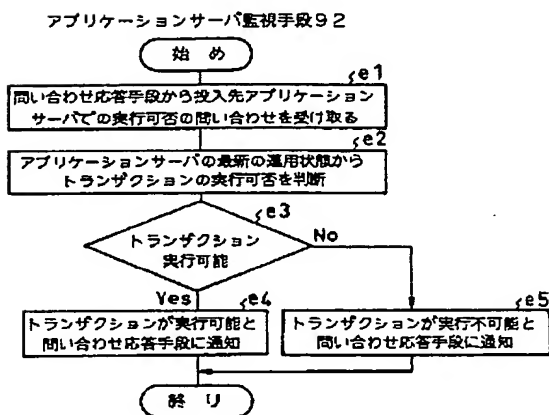 アプリケーションサーバ監視手段92
始め
e1
問い合わせ応答手段から投入先アプリケーション
サーバでの実行可否の問い合わせを受け取る
e2
アプリケーションサーバの最新の運用状態から
トランザクションの実行可否を判断
e3
トランザクション
実行可能
No
Yes
e4
トランザクションが実行可能と
問い合わせ応答手段に通知
e5
トランザクションが実行不可能と
問い合わせ応答手段に通知
終り